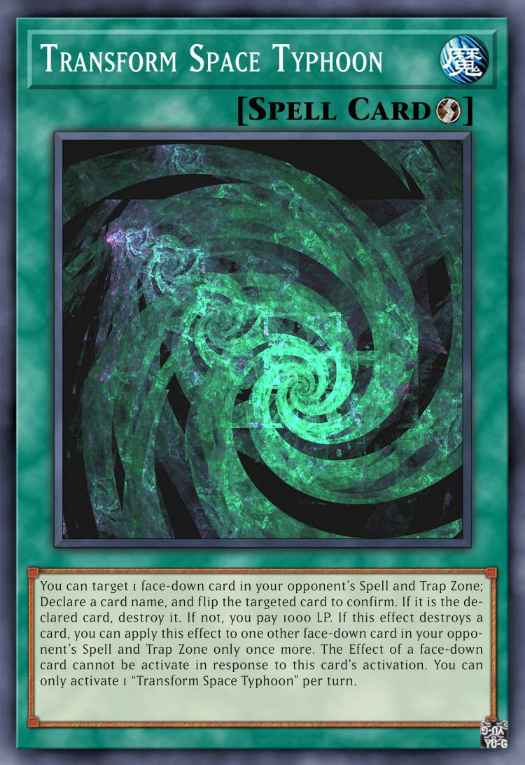 TRANSFORM SPACE TYPHOON
魔
[SPELL CARD]
You can target 1 face-down card in your opponent's Spell and Trap Zone;
Declare a card name, and flip the targeted card to confirm. If it is the de-
clared card, destroy it. If not, you pay 1000 LP. If this effect destroys a
card, you can apply this effect to one other face-down card in your oppo-
nent's Spell and Trap Zone only once more. The Effect of a face-down
card cannot be activate in response to this card's activation. You can
only activate 1 “Transform Space Typhoon” per turn.
YU-G
YU-G